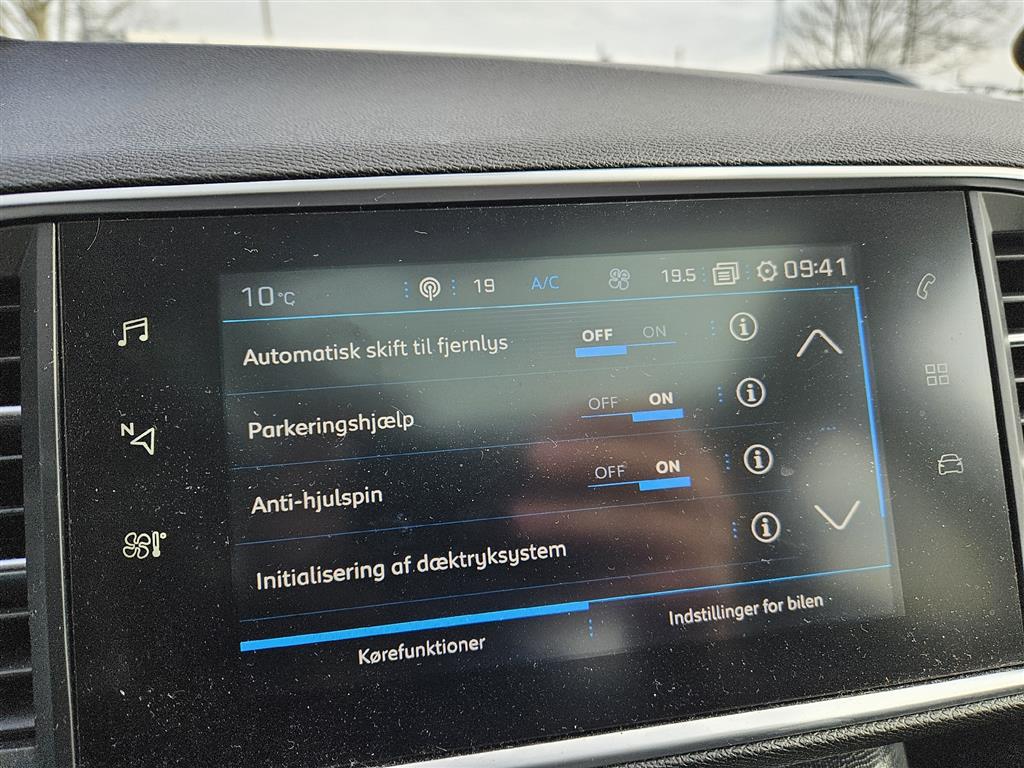 10 °C 19 A/C 19.5 09:41
Automatisk skift til fjernlys OFF ON
Parkeringshjælp OFF ON
Anti-hjulspin OFF ON
Initialisering af dæktryksystem
Kørefunktioner Indstillinger for bilen
N